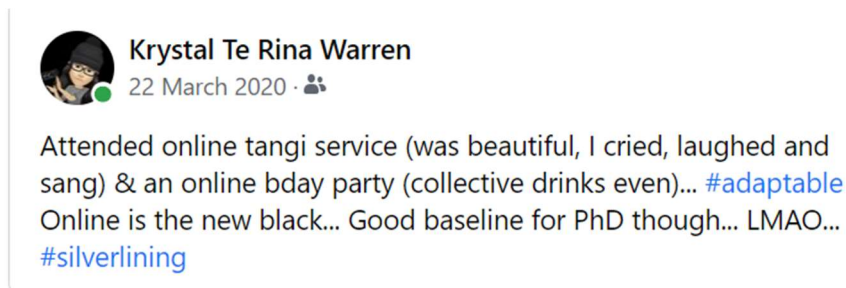 Krystal Te Rina Warren
22 March 2020 ·
Attended online tangi service (was beautiful, I cried, laughed and
sang) & an online bday party (collective drinks even)... #adaptable
Online is the new black... Good baseline for PhD though... LMAO...
#silverlining